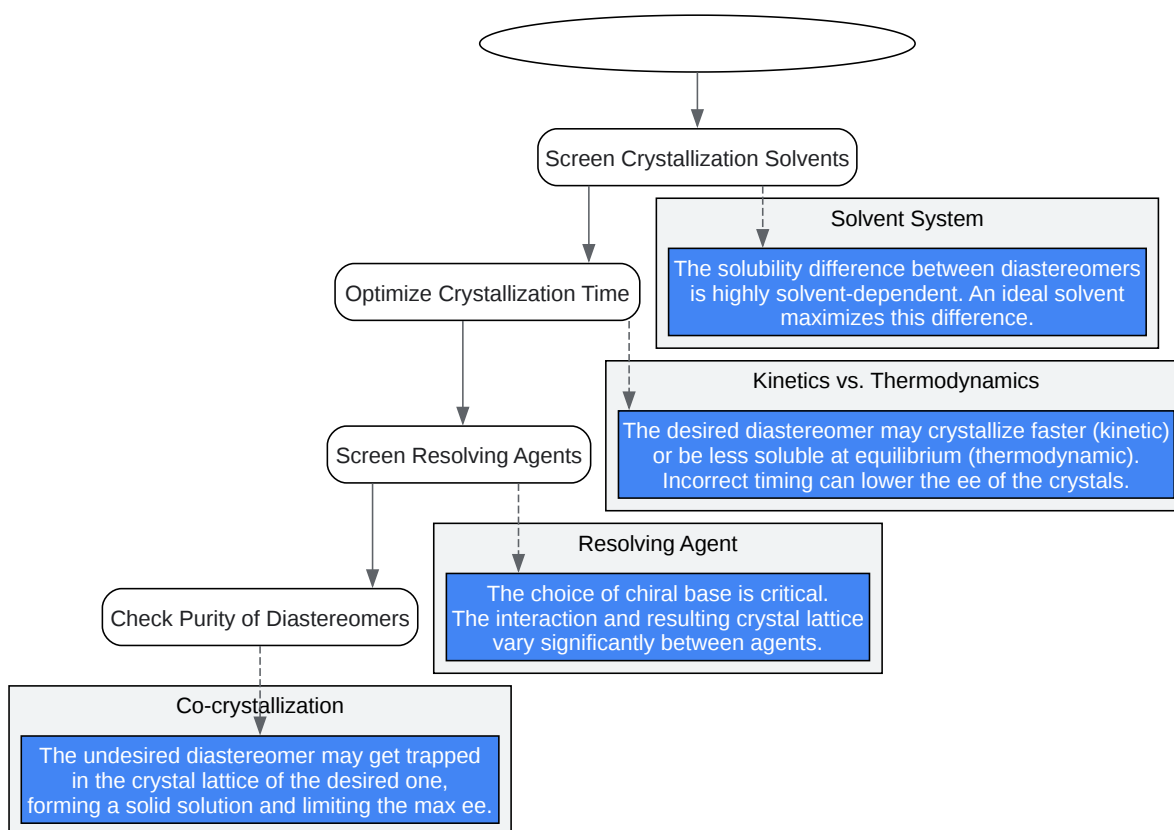 Screen Crystallization Solvents
Solvent System
The solubility difference between diastereomers
is highly solvent-dependent. An ideal solvent
maximizes this difference.
Optimize Crystallization Time
Kinetics vs. Thermodynamics
The desired diastereomer may crystallize faster (kinetic)
or be less soluble at equilibrium (thermodynamic).
Incorrect timing can lower the ee of the crystals.
Screen Resolving Agents
Resolving Agent
The choice of chiral base is critical.
The interaction and resulting crystal lattice
vary significantly between agents.
Check Purity of Diastereomers
Co-crystallization
The undesired diastereomer may get trapped
in the crystal lattice of the desired one,
forming a solid solution and limiting the max ee.